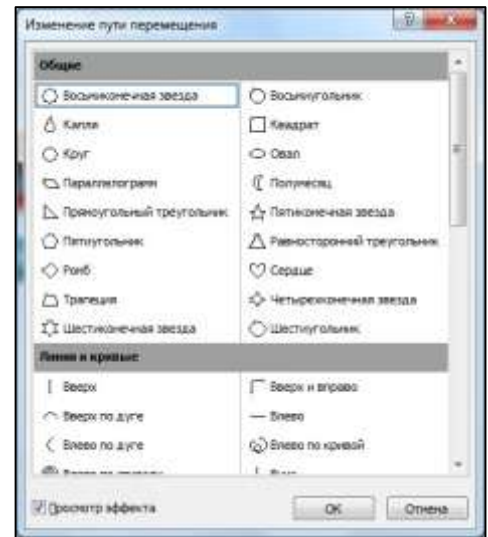 Изменение пути перемещения
Общие
Восьмиконечная звезда Восьмиугольник
Капля Квадрат
Круг Овал
Параллелограмм Полумесяц
Прямоугольный треугольник Пятиконечная звезда
Пятиугольник Равносторонний треугольник
Ромб Сердце
Трапеция Четырехконечная звезда
Шестиконечная звезда Шестиугольник
Линии и кривые
Вверх Вверх и вправо
Вверх по дуге Влево
Влево по дуге Влево по кривой
Просмотр эффекта ОК Отмена